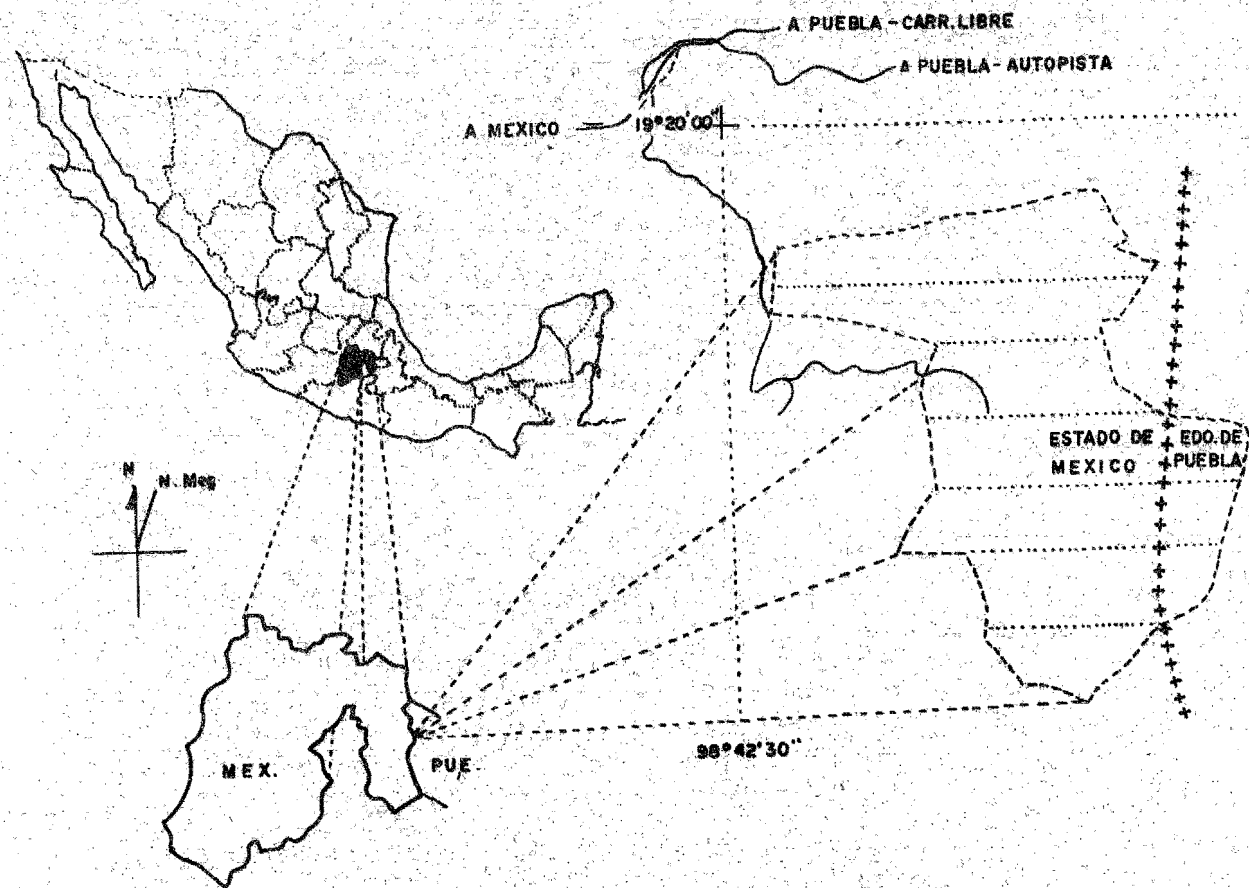 A PUEBLA - CARR. LIBRE
A PUEBLA - AUTOPISTA
A MEXICO
19°20'00"
ESTADO DE
MEXICO
EDO. DE
PUEBLA
N
N. Mag
MEX.
PUE.
98°42'30"